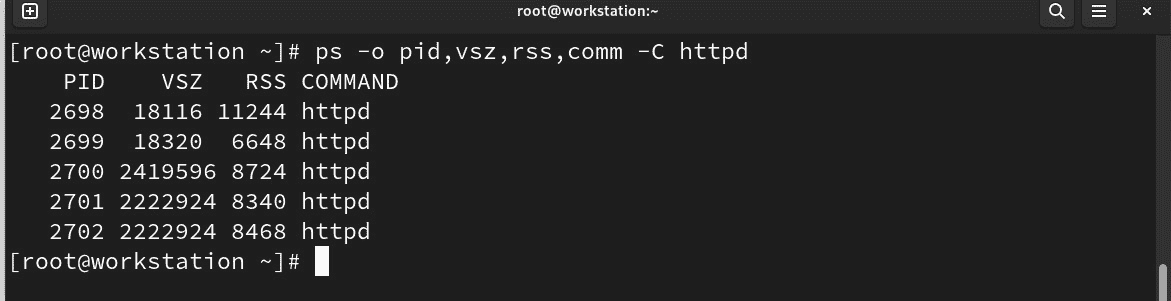 root@workstation:~
[root@workstation ~]# ps -o pid,vsz,rss,comm -C httpd
    PID    VSZ   RSS COMMAND
   2698  18116 11244 httpd
   2699  18320  6648 httpd
   2700 2419596 8724 httpd
   2701 2222924 8340 httpd
   2702 2222924 8468 httpd
[root@workstation ~]#